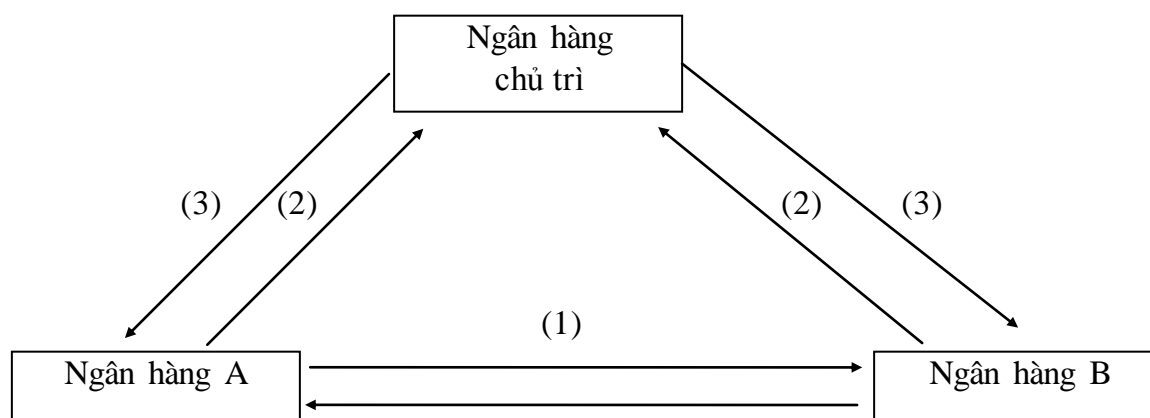 Ngân hàng
chủ trì
(3)
(2)
(2)
(3)
(1)
Ngân hàng A
Ngân hàng B